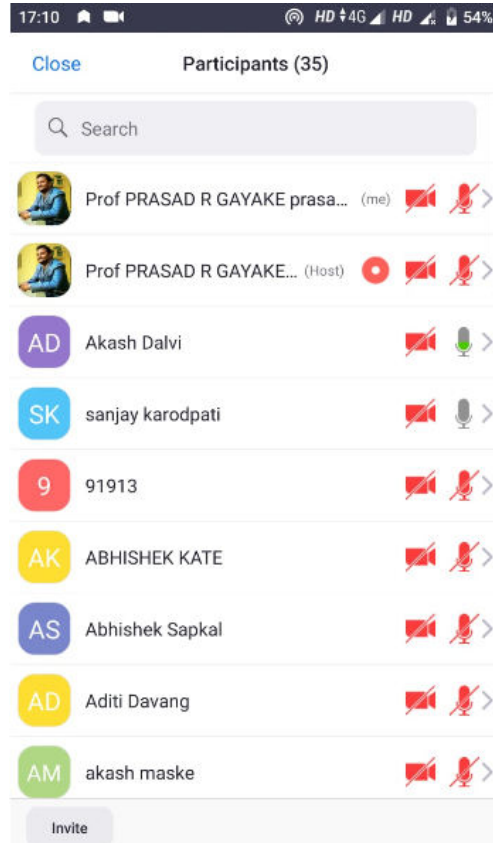 17:10 HD 4G HD 54%
Close Participants (35)
Search
Prof PRASAD R GAYAKE prasa... (me)
Prof PRASAD R GAYAKE... (Host)
AD Akash Dalvi
SK sanjay karodpati
9 91913
AK ABHISHEK KATE
AS Abhishek Sapkal
AD Aditi Davang
AM akash maske
Invite